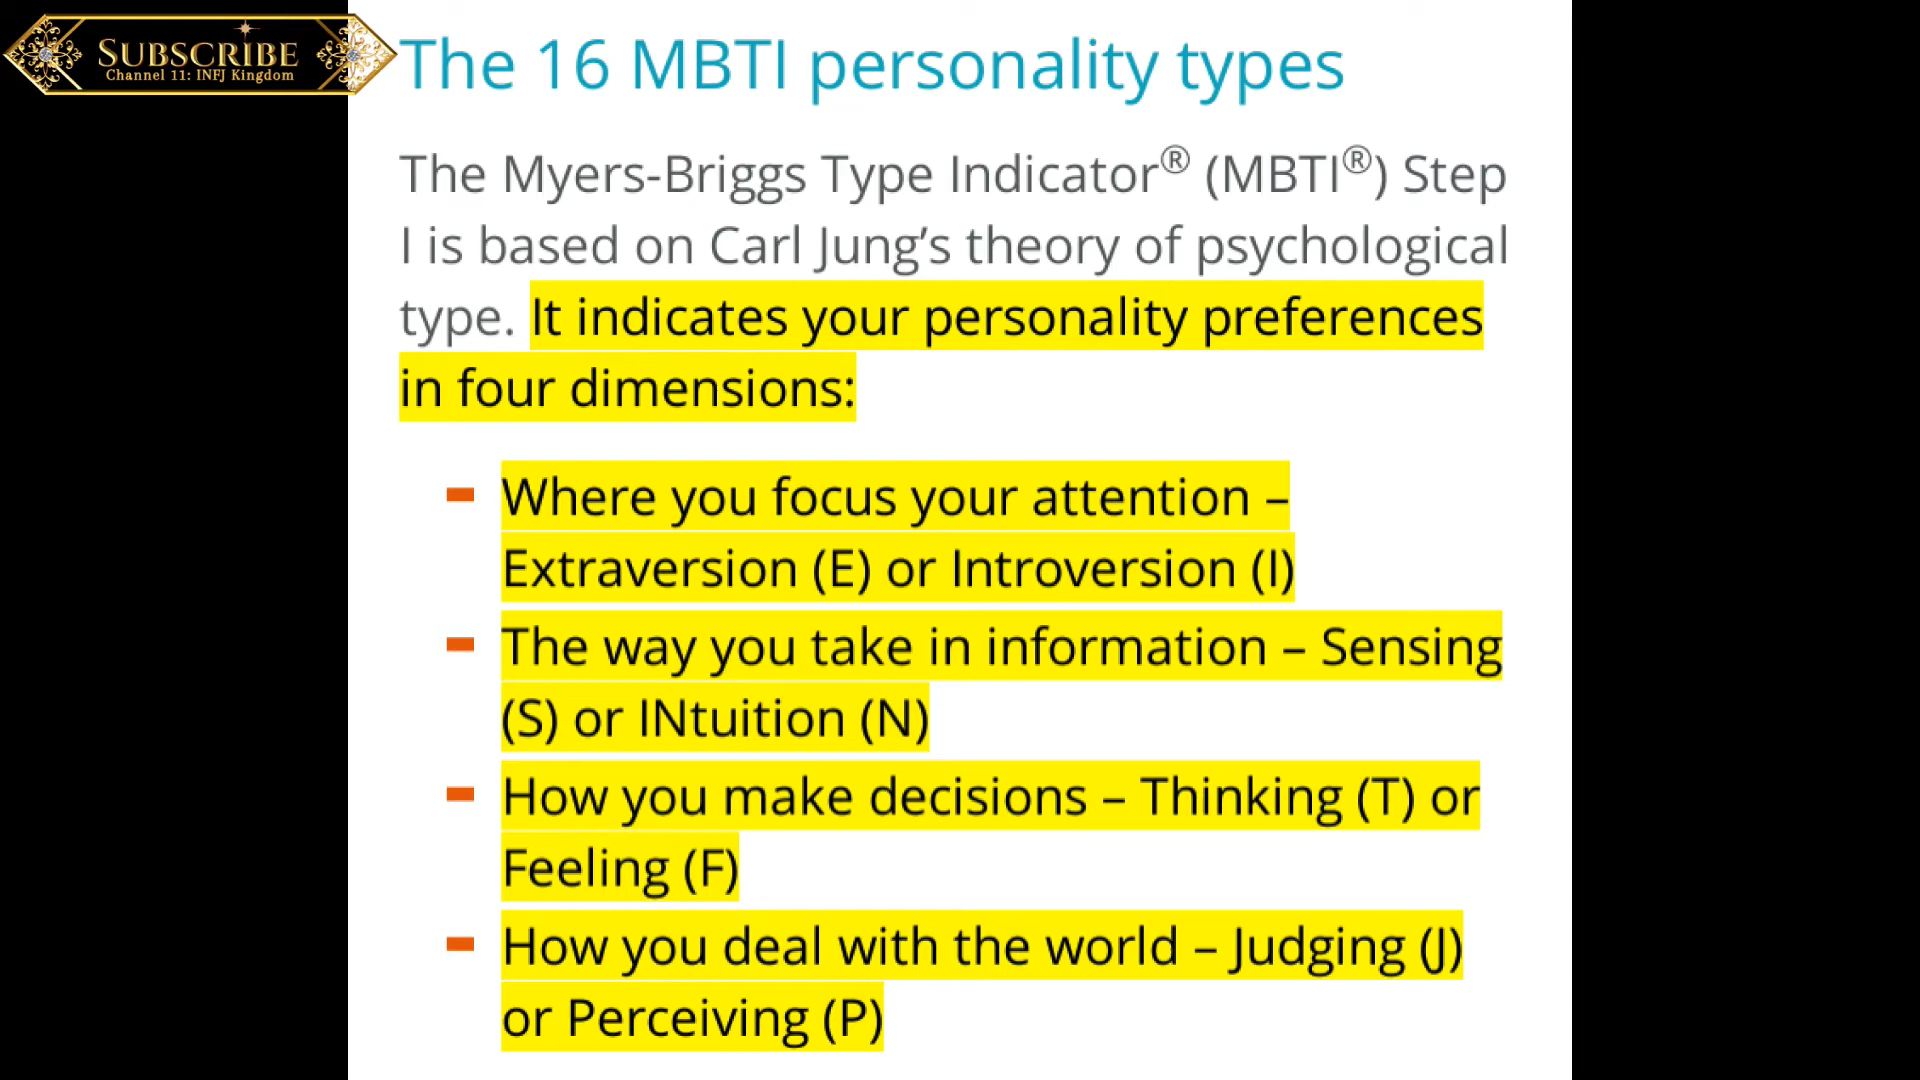 SUBSCRIBE
Channel 11: INFJ Kingdom
The 16 MBTI personality types
The Myers-Briggs Type Indicator® (MBTI®) Step
I is based on Carl Jung’s theory of psychological
type. It indicates your personality preferences
in four dimensions:
Where you focus your attention –
Extraversion (E) or Introversion (I)
The way you take in information – Sensing
(S) or INtuition (N)
How you make decisions – Thinking (T) or
Feeling (F)
How you deal with the world – Judging (J)
or Perceiving (P)